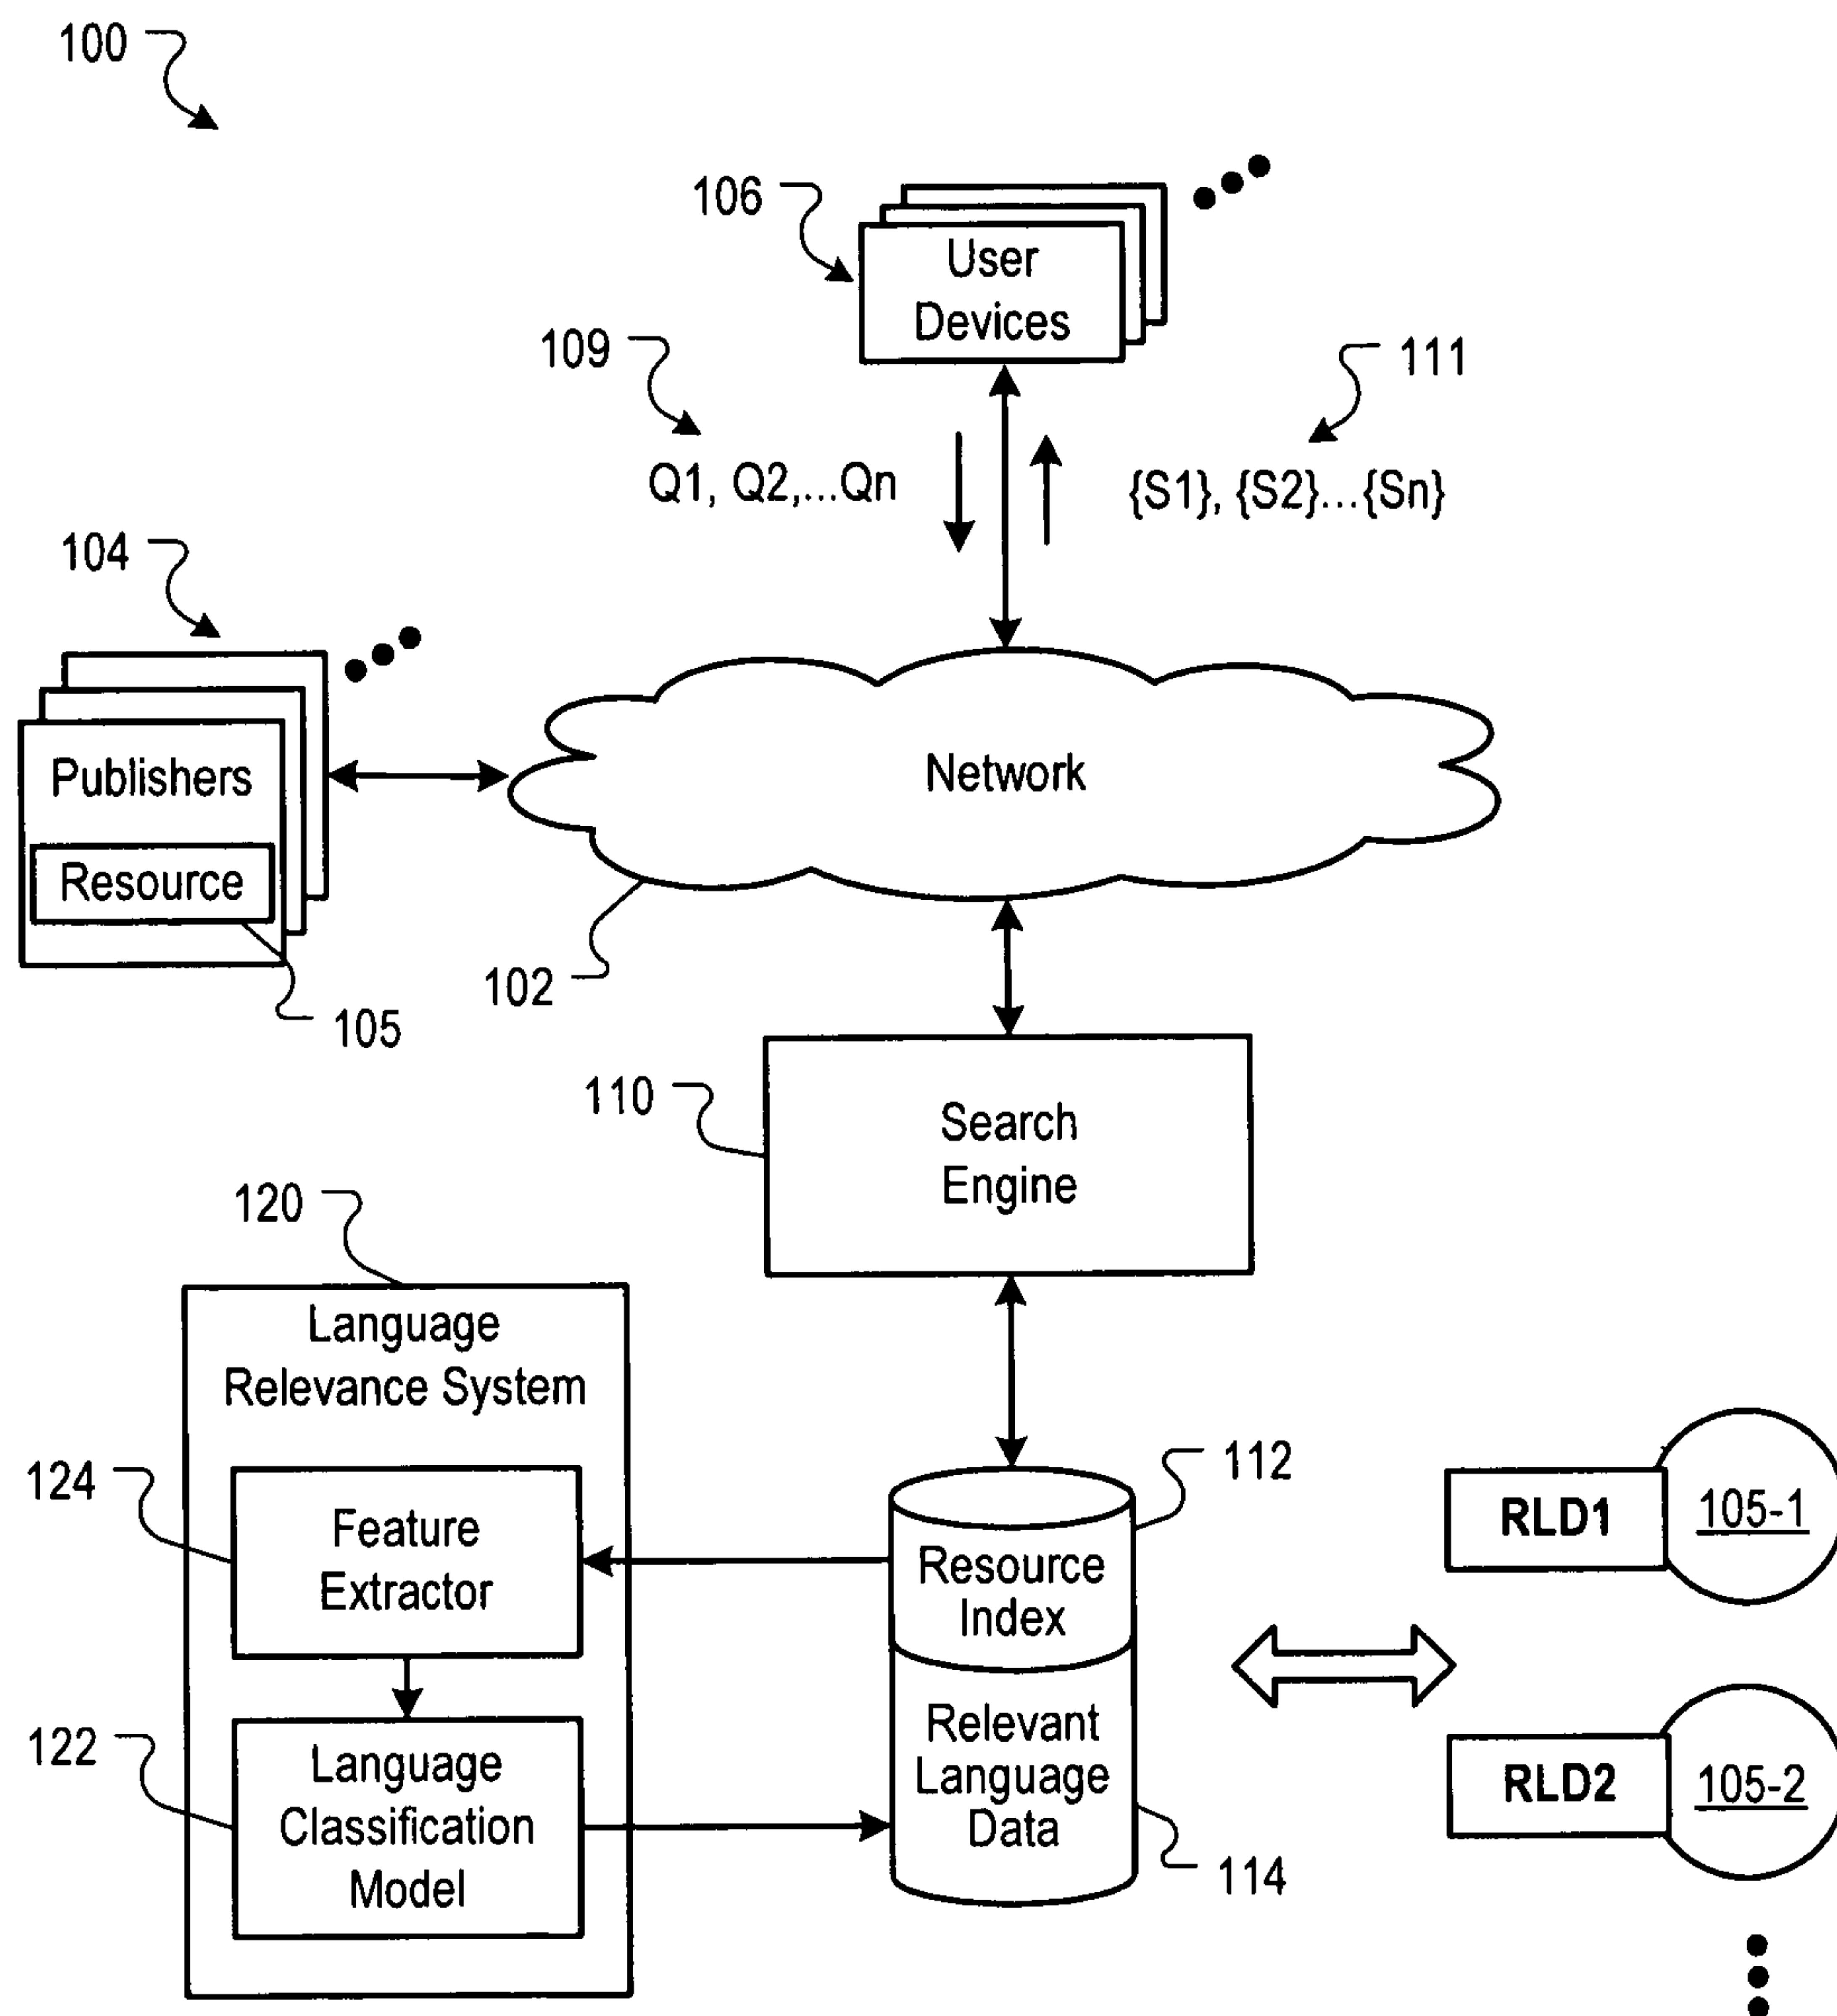 100
106
User
Devices
109
111
Q1, Q2,...Qn
{S1}, {S2}...{Sn}
104
Publishers
Resource
Network
102
105
110
Search
Engine
120
Language
Relevance System
124
Feature
Extractor
112
Resource
Index
RLD1
105-1
122
Language
Classification
Model
Relevant
Language
Data
114
RLD2
105-2